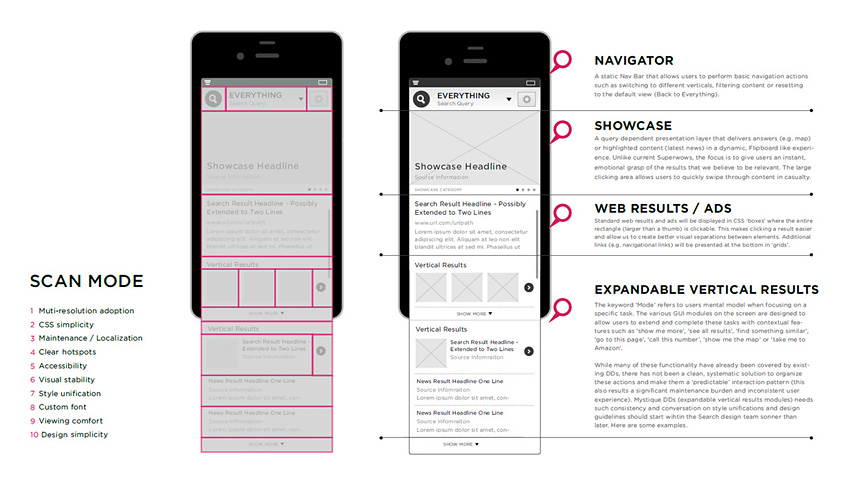 SCAN MODE
1 Muti-resolution adoption
2 CSS simplicity
3 Maintenance / Localization
4 Clear hotspots
5 Accessibility
6 Visual stability
7 Style unification
8 Custom font
9 Viewing comfort
10 Design simplicity
EVERYTHING
Search Query
Showcase Headline
Source Information
SHOWCASE CATEGORY
Search Result Headline - Possibly
Extended to Two Lines
www.url.com/urlpath
Lorem ipsum dolor sit amet, consectetur
adipiscing elit. Aliquam et lorem nibh,
blandit ultrices at sed mi. Phasellus ut
Vertical Results
SHOW MORE
Vertical Results
Search Result Headline -
Extended to Two Lines
Source Information
News Result Headline One Line
Source Information
Lorem ipsum dolor sit amet, con-
News Result Headline One Line
Source Information
Lorem ipsum dolor sit amet, con-
SHOW MORE
EVERYTHING
Search Query
Showcase Headline
Source Information
SHOWCASE CATEGORY
Search Result Headline - Possibly
Extended to Two Lines
www.url.com/urlpath
Lorem ipsum dolor sit amet, consectetur
adipiscing elit. Aliquam et lorem nibh,
blandit ultrices at sed mi. Phasellus ut
Vertical Results
SHOW MORE
Vertical Results
Search Result Headline -
Extended to Two Lines
Source Information
News Result Headline One Line
Source Information
Lorem ipsum dolor sit amet, con-
News Result Headline One Line
Source Information
Lorem ipsum dolor sit amet, con-
SHOW MORE
NAVIGATOR
A static Nav Bar that allows users to perform basic navigation actions
such as switching to different verticals, filtering content or resetting
to the default view (Back to Everything).
SHOWCASE
A query dependent presentation layer that delivers answers (e.g. map)
or highlighted content (latest news) in a dynamic, Flipboard like experi-
ence. Unlike current Superwows, the focus is to give users an instant,
emotional grasp of the results that we believe to be relevant. The large
clicking area allows users to quickly swipe through content in casualty.
WEB RESULTS / ADS
Standard web results and ads will be displayed in CSS 'boxes' where the entire
rectangle (larger than a thumb) is clickable. This makes clicking a result easier
and allow us to create better visual separations between elements. Additional
links (e.g. navigational links) will be presented at the bottom in 'grids'.
EXPANDABLE VERTICAL RESULTS
The keyword 'Mode' refers to users mental model when focusing on a
specific task. The various GUI modules on the screen are designed to
allow users to extend and complete these tasks with contextual fea-
tures such as 'show me more', 'see all results', 'find something similar',
'go to this page', 'call this number', 'show me the map' or 'take me to
Amazon'.
While many of these functionality have already been covered by exist-
ing DDs, there has not been a clean, systematic solution to organize
these actions and make them a 'predictable' interaction pattern (this
also results a significant maintenance burden and inconsistent user
experience). Mystique DDs (expandable vertical results modules) needs
such consistency and conversation on style unifications and design
guidelines should start within the Search design team sonner than
later. Here are some examples.